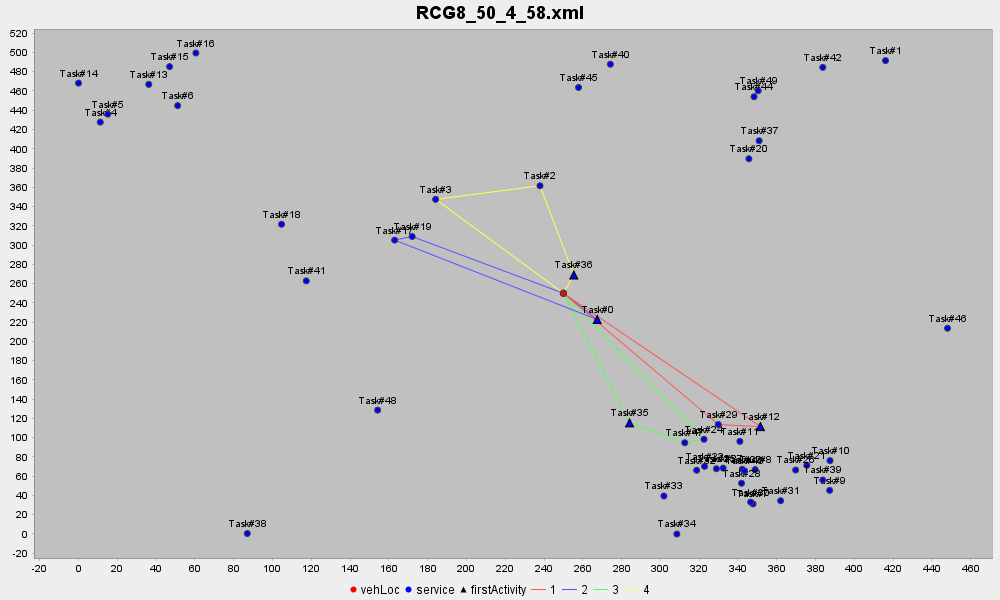 RCG8_50_4_58.xml
520
500
480
460
440
420
400
380
360
340
320
300
280
260
240
220
200
180
160
140
120
100
80
60
40
20
0
-20
Task#16
Task#15
Task#14
Task#13
Task#6
Task#5
Task#4
Task#40
Task#45
Task#42
Task#1
Task#49
Task#44
Task#37
Task#20
Task#2
Task#3
Task#18
Task#19
Task#41
Task#36
Task#0
Task#46
Task#48
Task#35
Task#29
Task#12
Task#11
Task#10
Task#39
Task#9
Task#28
Task#31
Task#33
Task#34
Task#38
-20 0 20 40 60 80 100 120 140 160 180 200 220 240 260 280 300 320 340 360 380 400 420 440 460
vehLoc service firstActivity 1 2 3 4